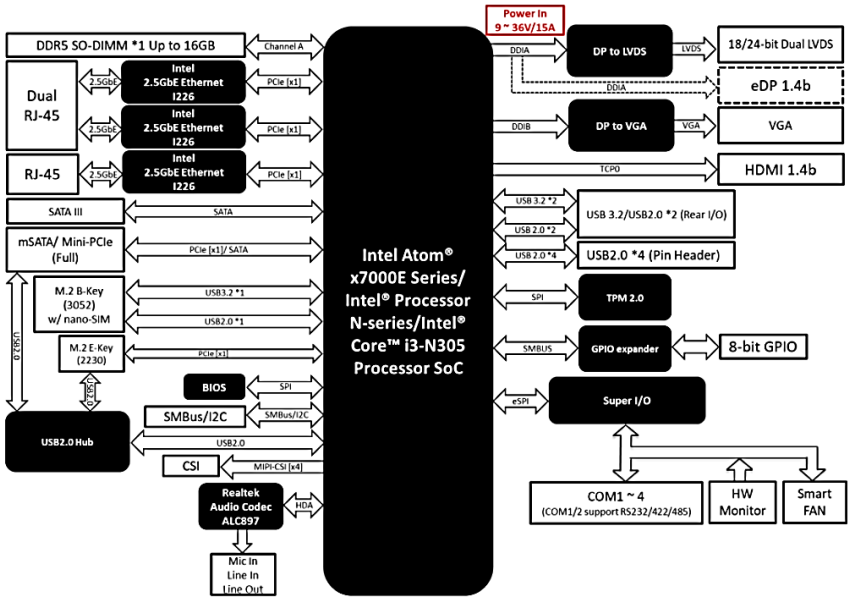 Power In
9 ~ 36V/15A
DDR5 SO-DIMM *1 Up to 16GB
Channel A
DDIA
DP to LVDS
LVDS
18/24-bit Dual LVDS
Dual
RJ-45
2.5GbE
Intel
2.5GbE Ethernet
I226
PCIe [x1]
DDIA
eDP 1.4b
2.5GbE
Intel
2.5GbE Ethernet
I226
PCIe [x1]
DDIB
DP to VGA
VGA
VGA
RJ-45
2.5GbE
Intel
2.5GbE Ethernet
I226
PCIe [x1]
TCP0
HDMI 1.4b
SATA III
SATA
USB 3.2 *2
USB 2.0 *2
USB 3.2/USB2.0 *2 (Rear I/O)
mSATA/ Mini-PCIe
(Full)
PCIe [x1]/ SATA
USB 2.0 *4
USB2.0 *4 (Pin Header)
Intel Atom®
x7000E Series/
Intel® Processor
N-series/Intel®
Core™ i3-N305
Processor SoC
M.2 B-Key
(3052)
w/ nano-SIM
USB3.2 *1
USB2.0 *1
SPI
TPM 2.0
USB2.0
M.2 E-Key
(2230)
PCIe [x1]
SMBUS
GPIO expander
8-bit GPIO
USB2.0
BIOS
SPI
eSPI
Super I/O
SMBus/I2C
SMBus/I2C
USB2.0 Hub
USB2.0
CSI
MIPI-CSI [x4]
Realtek
Audio Codec
ALC897
HDA
COM1 ~ 4
(COM1/2 support RS232/422/485)
HW
Monitor
Smart
FAN
Mic In
Line In
Line Out